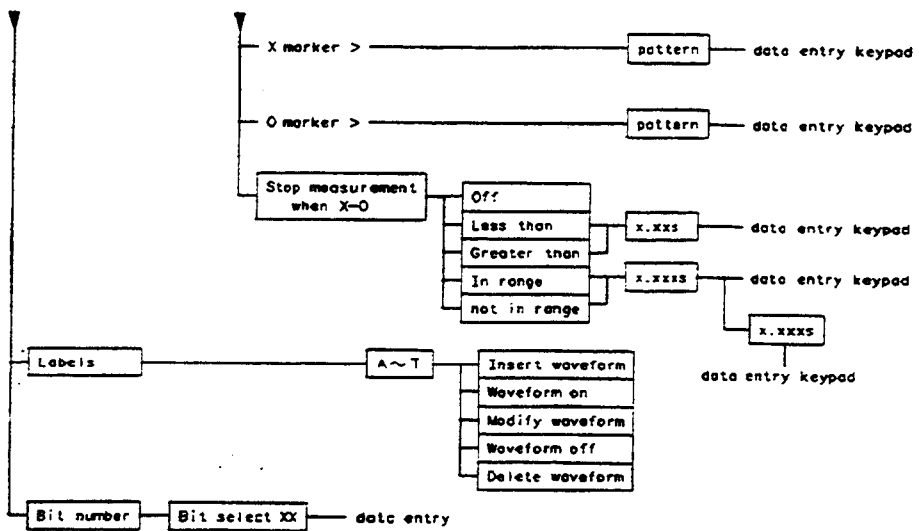 X marker > pattern data entry keypad
O marker > pattern data entry keypad
Stop measurement
when X-O
Off
Less than
Greater than
x.xxs data entry keypad
In range
not in range
x.xxxs data entry keypad
x.xxxs
data entry keypad
Labels A~T
Insert waveform
Waveform on
Modify waveform
Waveform off
Delete waveform
Bit number Bit select XX data entry